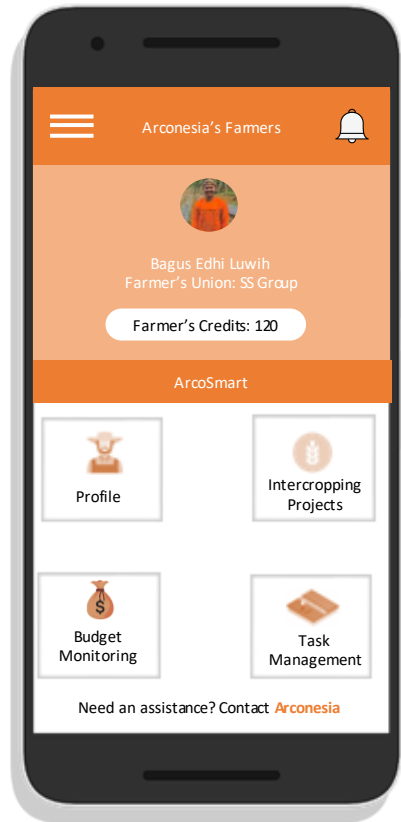 Arconesia's Farmers
Bagus Edhi Luwih
Farmer's Union: SS Group
Farmer's Credits: 120
ArcoSmart
Profile
Intercropping
Projects
$
Budget
Monitoring
Task
Management
Need an assistance? Contact Arconesia